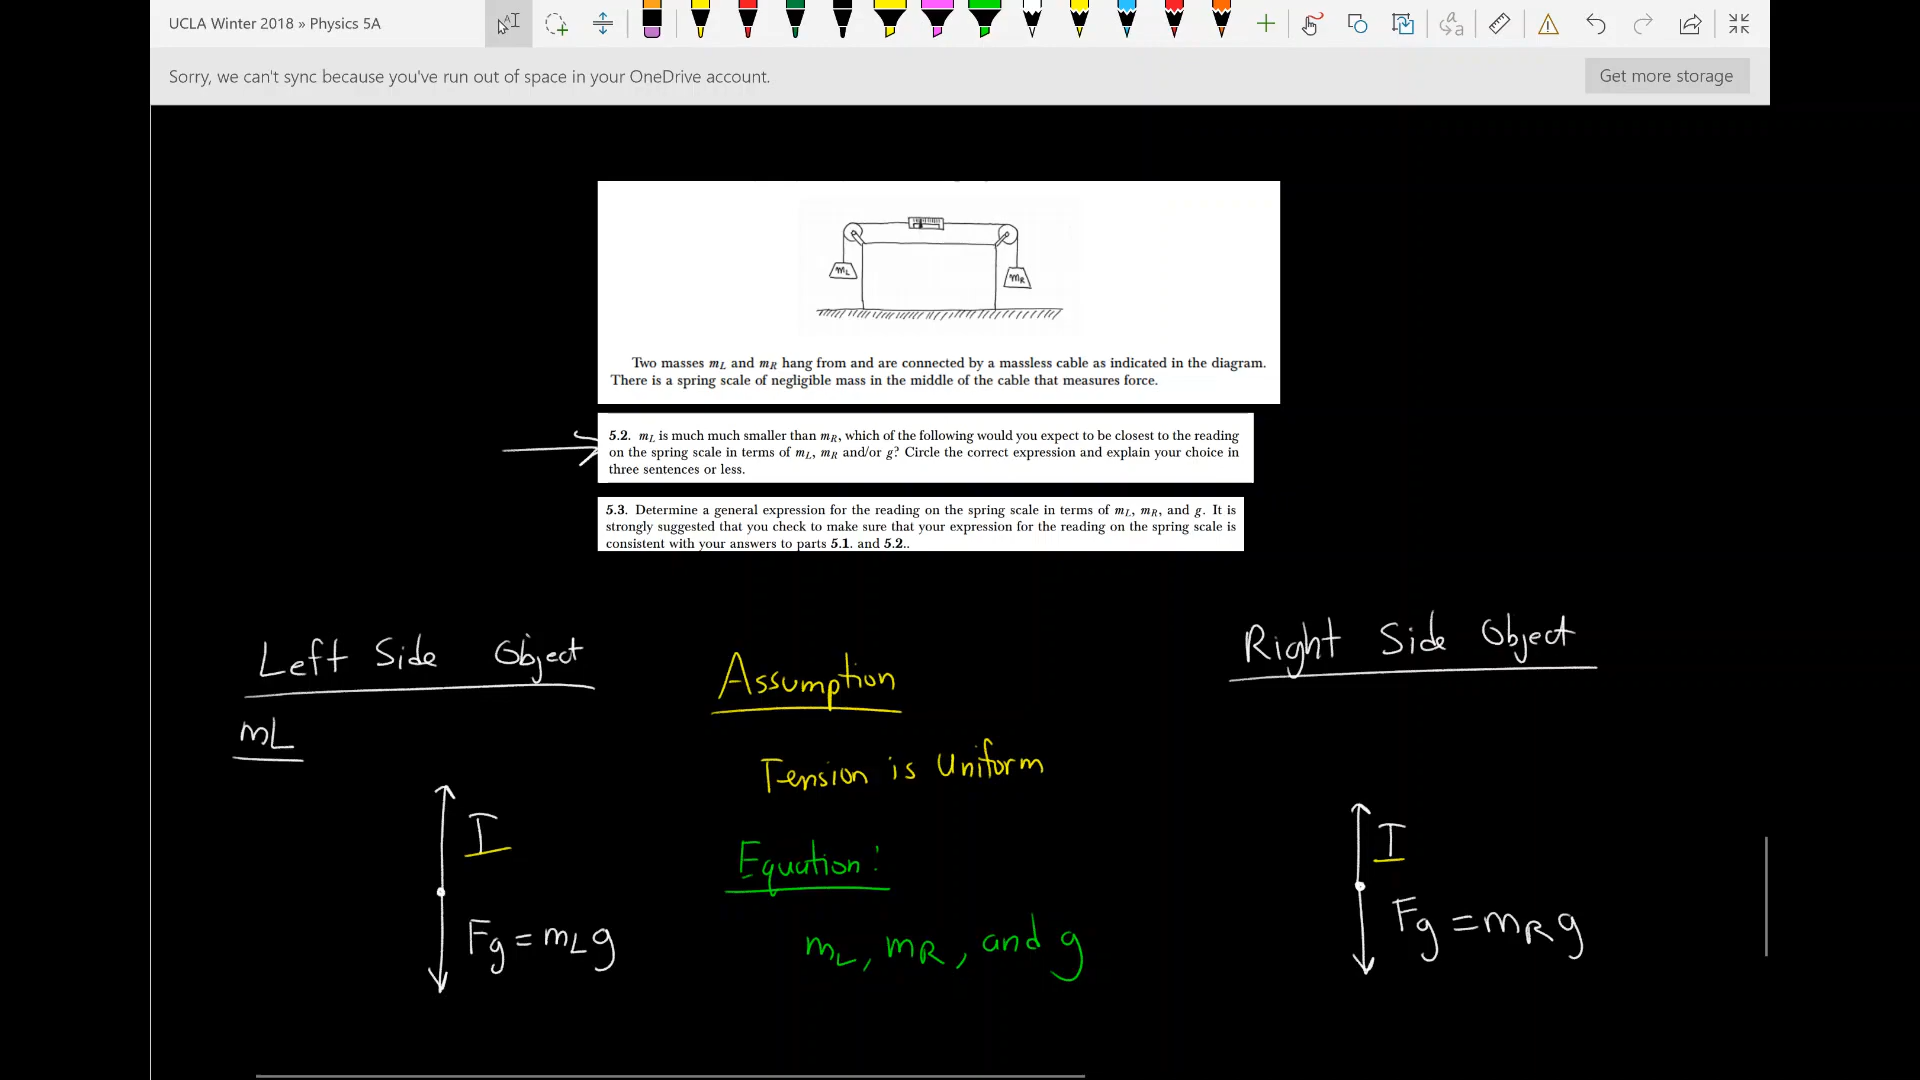 UCLA Winter 2018 » Physics 5A
Sorry, we can't sync because you've run out of space in your OneDrive account.
Get more storage
mL
mR
Two masses mL and mR hang from and are connected by a massless cable as indicated in the diagram.
There is a spring scale of negligible mass in the middle of the cable that measures force.
5.2. mL is much much smaller than mR, which of the following would you expect to be closest to the reading
on the spring scale in terms of mL, mR and/or g? Circle the correct expression and explain your choice in
three sentences or less.
5.3. Determine a general expression for the reading on the spring scale in terms of mL, mR, and g. It is
strongly suggested that you check to make sure that your expression for the reading on the spring scale is
consistent with your answers to parts 5.1. and 5.2..
Left Side Object
mL
T
Fg = mLg
Assumption
Tension is Uniform
Equation:
mL, mR, and g
Right Side Object
T
Fg = mRg